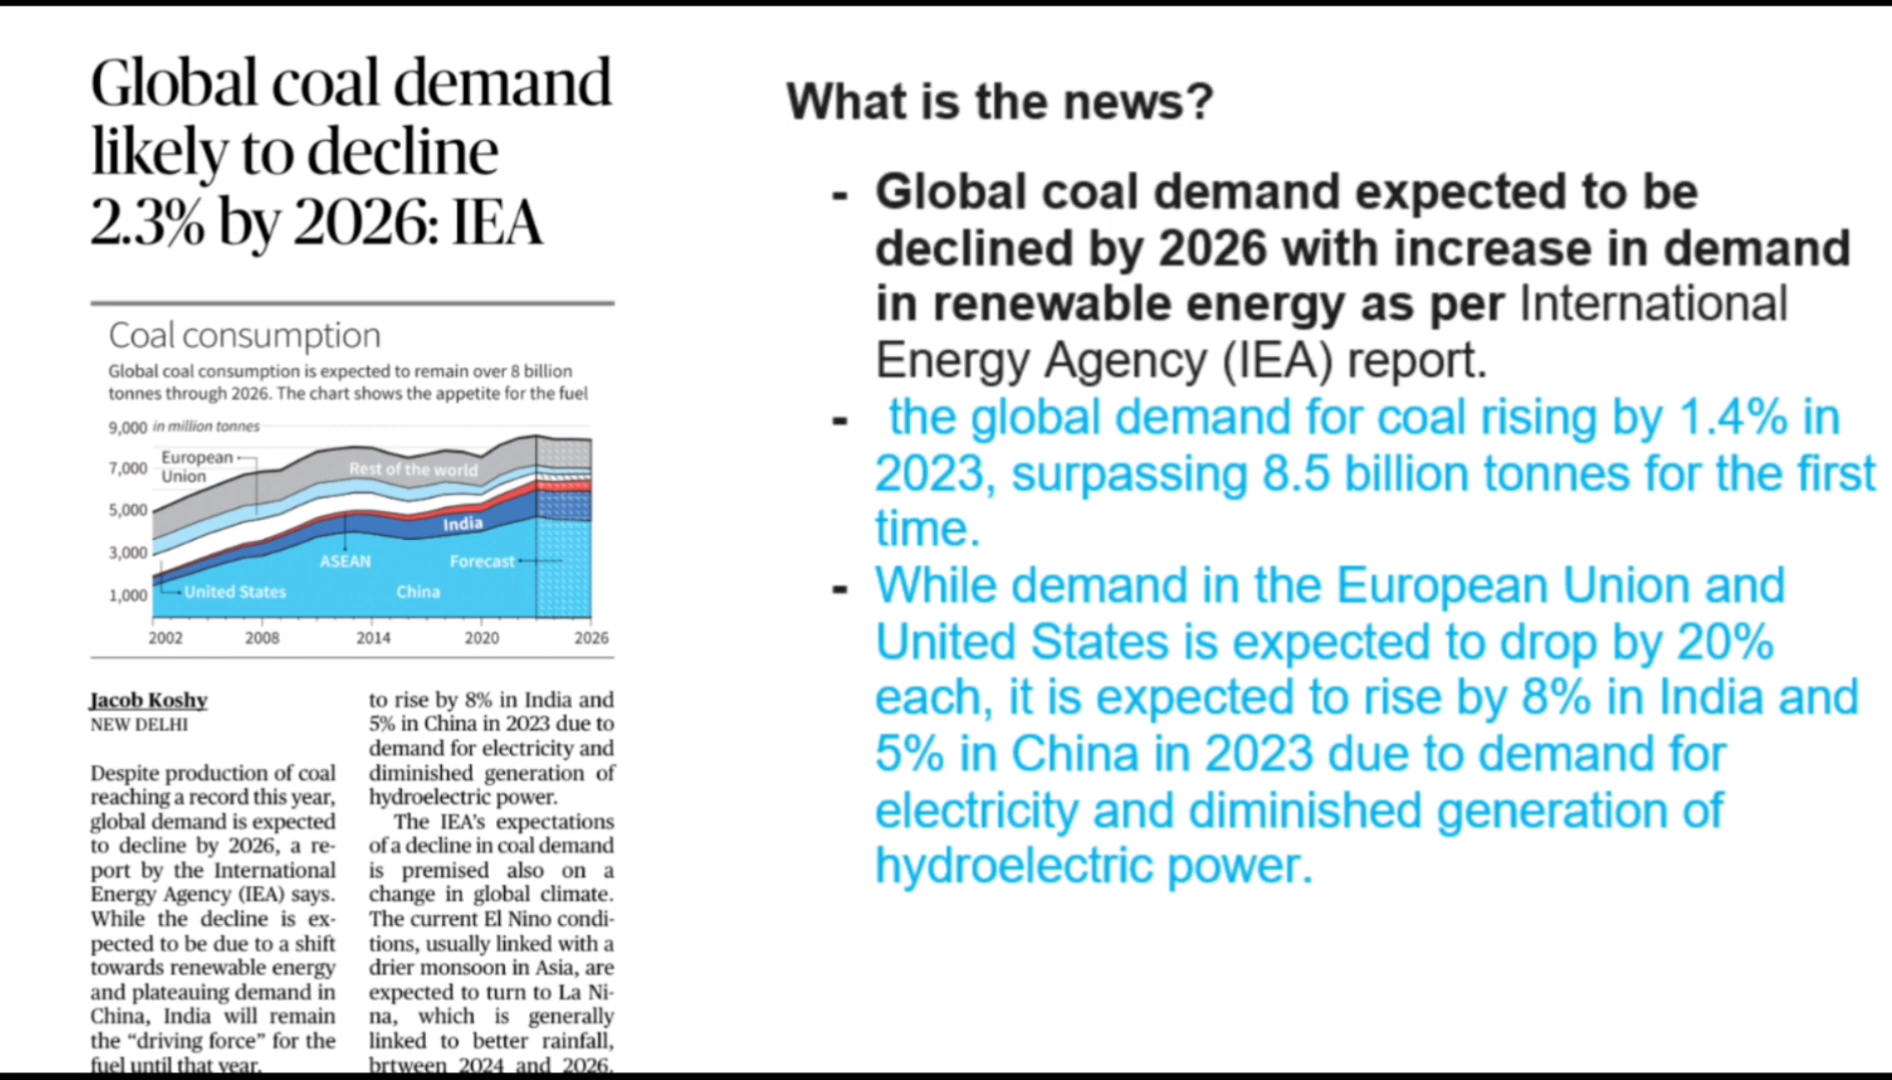 Global coal demand
likely to decline
2.3% by 2026: IEA
Coal consumption
Global coal consumption is expected to remain over 8 billion
tonnes through 2026. The chart shows the appetite for the fuel
9,000 in million tonnes
7,000
5,000
3,000
1,000
European
Union
Rest of the world
India
ASEAN
Forecast
United States
China
2002 2008 2014 2020 2026
Jacob Koshy
NEW DELHI
Despite production of coal
reaching a record this year,
global demand is expected
to decline by 2026, a re-
port by the International
Energy Agency (IEA) says.
While the decline is ex-
pected to be due to a shift
towards renewable energy
and plateauing demand in
China, India will remain
the “driving force” for the
fuel until that year.
to rise by 8% in India and
5% in China in 2023 due to
demand for electricity and
diminished generation of
hydroelectric power.
The IEA’s expectations
of a decline in coal demand
is premised also on a
change in global climate.
The current El Nino condi-
tions, usually linked with a
drier monsoon in Asia, are
expected to turn to La Ni-
na, which is generally
linked to better rainfall,
brtween 2024 and 2026.
What is the news?
- Global coal demand expected to be
declined by 2026 with increase in demand
in renewable energy as per International
Energy Agency (IEA) report.
- the global demand for coal rising by 1.4% in
2023, surpassing 8.5 billion tonnes for the first
time.
- While demand in the European Union and
United States is expected to drop by 20%
each, it is expected to rise by 8% in India and
5% in China in 2023 due to demand for
electricity and diminished generation of
hydroelectric power.